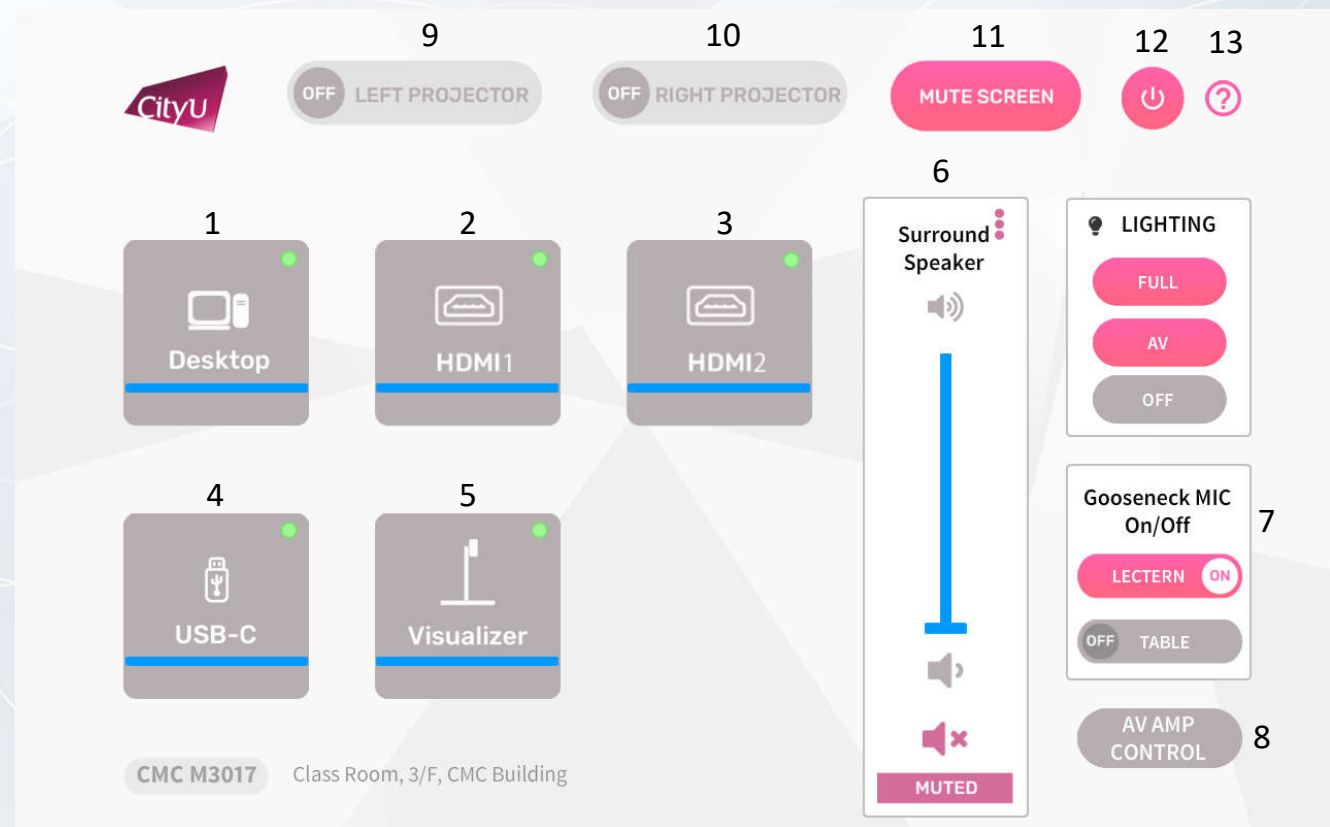 9
10
11
12
13
CityU
OFF LEFT PROJECTOR
OFF RIGHT PROJECTOR
MUTE SCREEN
1
2
3
6
Desktop
HDMI1
HDMI2
Surround
Speaker
LIGHTING
FULL
AV
OFF
4
5
USB-C
Visualizer
Gooseneck MIC
On/Off
7
LECTERN ON
OFF TABLE
AV AMP
CONTROL
8
MUTED
CMC M3017 Class Room, 3/F, CMC Building